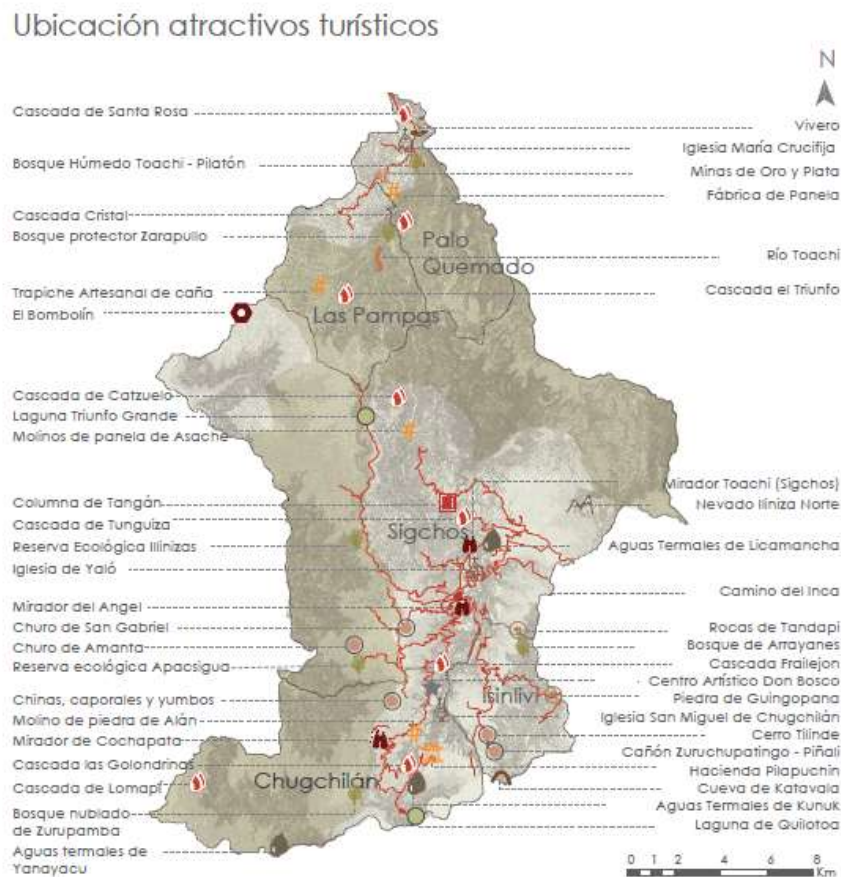 Ubicación atractivos turísticos
N
Cascada de Santa Rosa
Bosque Húmedo Toachi - Pilatón
Cascada Cristal
Bosque protector Zarapullo
Trapiche Artesanal de caña
El Bombolín
Cascada de Catzuelo
Laguna Triunfo Grande
Molinos de panela de Asache
Columna de Tangán
Cascada de Tunguiza
Reserva Ecológica Illinizas
Iglesia de Yaló
Mirador del Angel
Churo de San Gabriel
Churo de Amanta
Reserva ecológica Apacsigua
Chinas, caporales y yumbos
Molino de piedra de Alán
Mirador de Cochapata
Cascada las Golondrinas
Cascada de Lomapí
Bosque nublado
de Zurupamba
Aguas termales de
Yanayacu
Palo
Quemado
Las Pampas
Sigchos
Isinliví
Chugchilán
Vivero
Iglesia María Crucifija
Minas de Oro y Plata
Fábrica de Panela
Río Toachi
Cascada el Triunfo
Mirador Toachi (Sigchos)
Nevado Iliniza Norte
Aguas Termales de Licamancha
Camino del Inca
Rocas de Tandapi
Bosque de Arrayanes
Cascada Frailejon
Centro Artístico Don Bosco
Piedra de Guingopana
Iglesia San Miguel de Chugchilán
Cerro Tilinde
Cañón Zuruchupatingo - Piñali
Hacienda Pilapuchin
Cueva de Katavala
Aguas Termales de Kunuk
Laguna de Quilotoa
0 1 2 4 6 8
Km